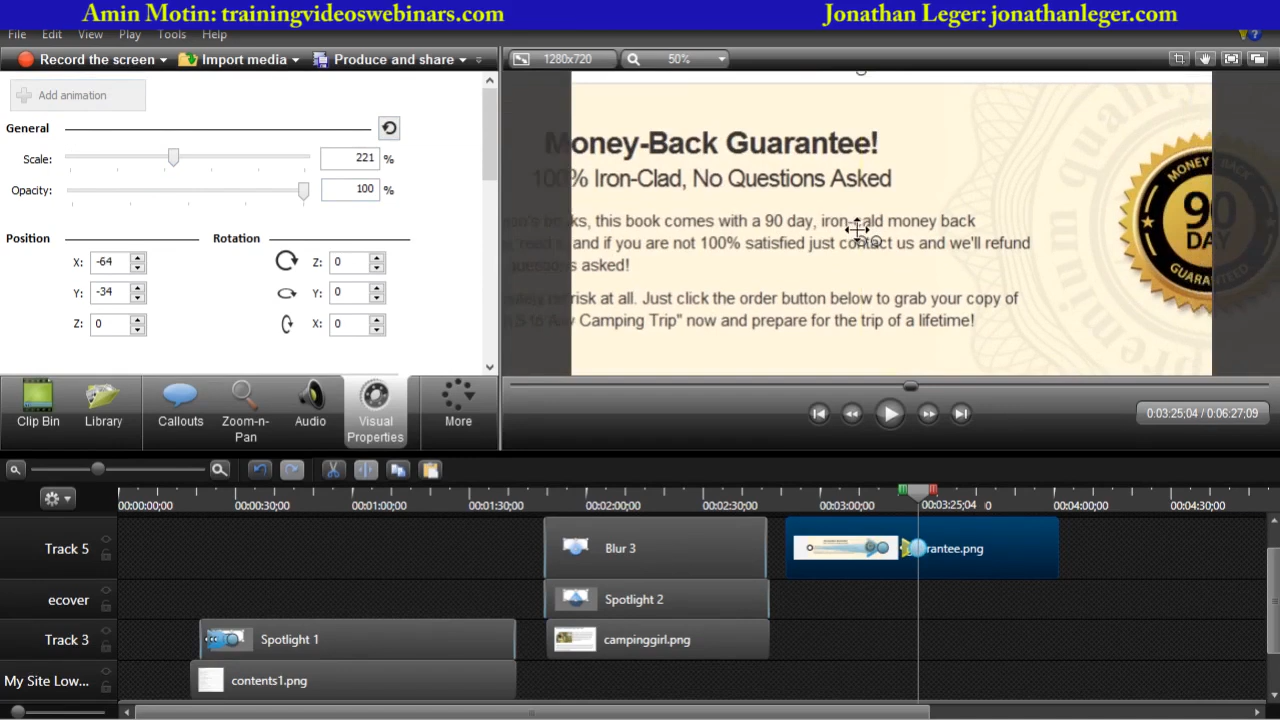 Amin Motin: trainingvideoswebinars.com
Jonathan Leger: jonathanleger.com
File Edit View Play Tools Help
Record the screen Import media Produce and share
1280x720 50%
Add animation
General
Scale: 221 %
Opacity: 100 %
Position Rotation
X: -64 Z: 0
Y: -34 Y: 0
Z: 0 X: 0
Money-Back Guarantee!
100% Iron-Clad, No Questions Asked
ks, this book comes with a 90 day, iron-cald money back
and if you are not 100% satisfied just contact us and we'll refund
questions asked!
risk at all. Just click the order button below to grab your copy of
Any Camping Trip" now and prepare for the trip of a lifetime!
MONEY BACK
90
DAY
GUARANTEED
quality
premium
Clip Bin Library Callouts Zoom-n-Pan Audio Visual Properties More
0:03:25;04 / 0:06:27;09
00:00:00;00 00:00:30;00 00:01:00;00 00:01:30;00 00:02:00;00 00:02:30;00 00:03:00;00 00:03:25;04 0 00:04:00;00 00:04:30;00
Track 5 Blur 3 rantee.png
ecover Spotlight 2
Track 3 Spotlight 1 campinggirl.png
My Site Low... contents1.png